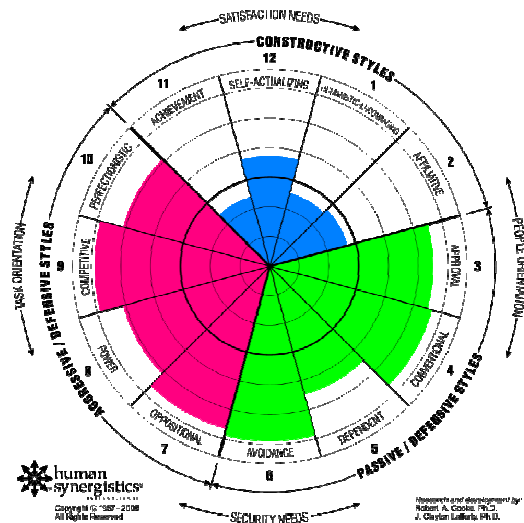 SATISFACTION NEEDS
CONSTRUCTIVE STYLES
12
SELF-ACTUALIZING
11
ACHIEVEMENT
1
HUMANISTIC-ENCOURAGING
10
PERFECTIONISTIC
2
AFFILIATIVE
TASK ORIENTATION
PEOPLE ORIENTATION
9
COMPETITIVE
3
APPROVAL
8
POWER
4
CONVENTIONAL
7
OPPOSITIONAL
5
DEPENDENT
6
AVOIDANCE
AGGRESSIVE / DEFENSIVE STYLES
PASSIVE / DEFENSIVE STYLES
SECURITY NEEDS
human
synergistics
INTERNATIONAL
Copyright © 1987-2008
All Rights Reserved
Research and development by:
Robert A. Cooke, Ph.D.
J. Clayton Lafferty, Ph.D.